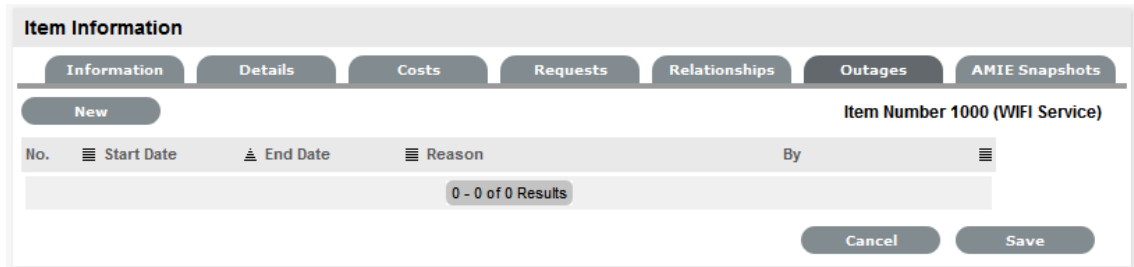 Item Information
Information Details Costs Requests Relationships Outages AMIE Snapshots
New Item Number 1000 (WIFI Service)
No. Start Date End Date Reason By
0 - 0 of 0 Results
Cancel Save